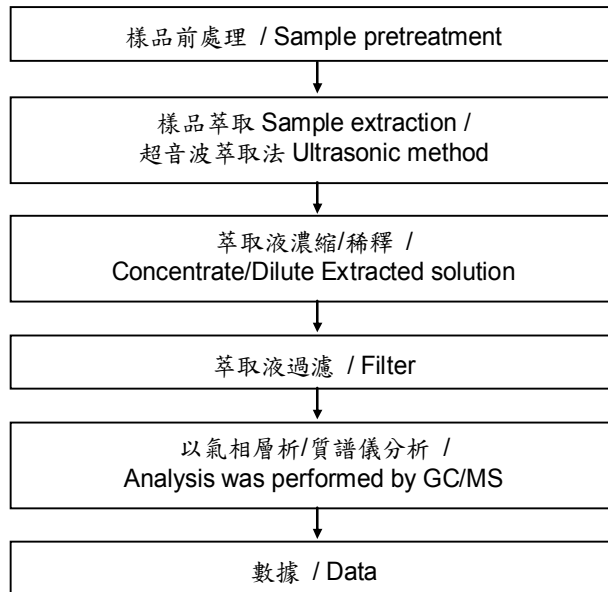 樣品前處理 / Sample pretreatment
樣品萃取 Sample extraction /
超音波萃取法 Ultrasonic method
萃取液濃縮/稀釋 /
Concentrate/Dilute Extracted solution
萃取液過濾 / Filter
以氣相層析/質譜儀分析 /
Analysis was performed by GC/MS
數據 / Data